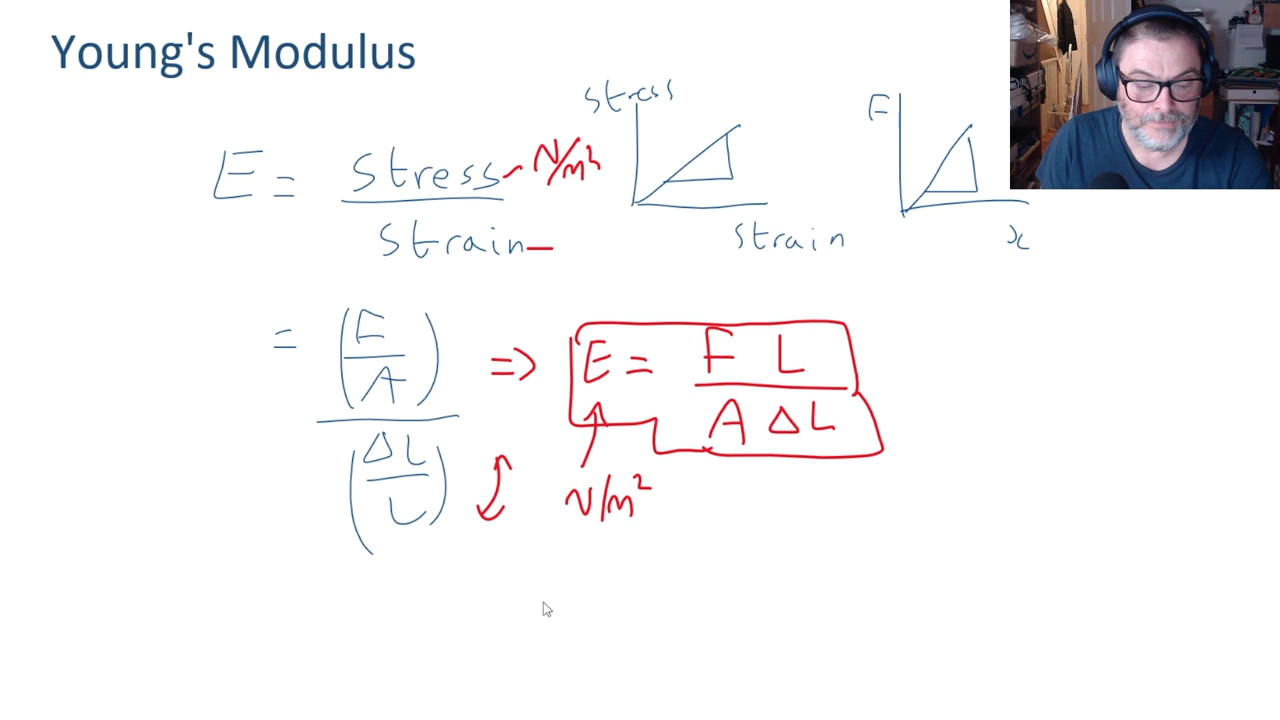 Young's Modulus
E = Stress - N/m²
Strain -
Stress
Strain
F
x
= (F/A)
(ΔL/L)
=> E = F L
A ΔL
N/m²